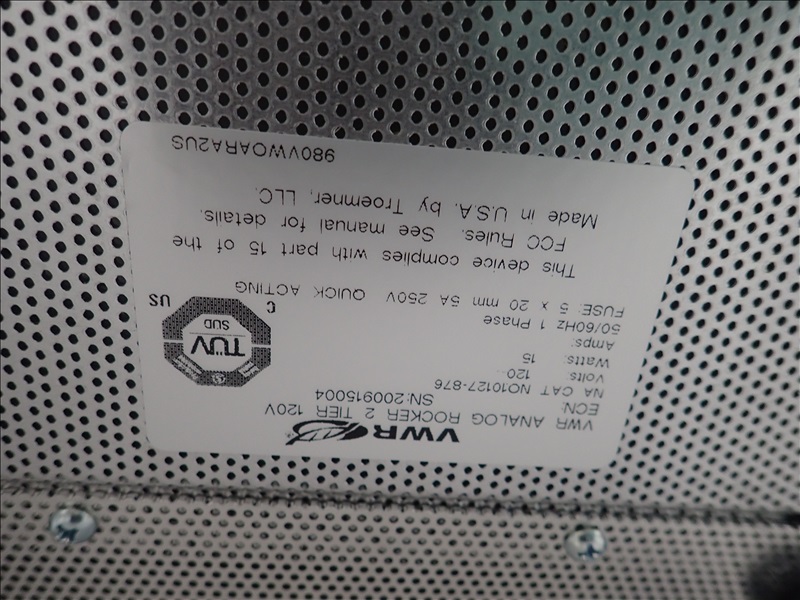 VWR
VWR ANALOG ROCKER 2 TIER 120V
ECN: SN:200915004
NA CAT NO10127-876
Volts: 120~
Watts: 15
Amps:
50/60Hz 1 Phase
FUSE: 5 x 20 mm 5A 250V QUICK ACTING
C TÜV SUD US
This device complies with part 15 of the
FCC Rules. See manual for details.
Made in U.S.A. by Troemner, LLC.
980VWOARA2US